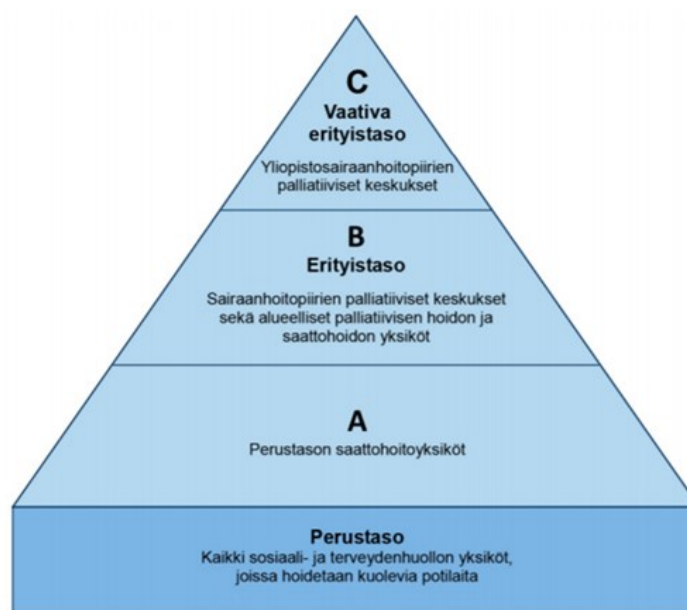 C
Vaativa
erityistaso
Yliopistosairaanhoitopiirien
palliatiiviset keskukset
B
Erityistaso
Sairaanhoitopiirien palliatiiviset keskukset
sekä alueelliset palliatiivisen hoidon ja
saattohoidon yksiköt
A
Perustason saattohoitoyksiköt
Perustaso
Kaikki sosiaali- ja terveydenhuollon yksiköt,
joissa hoidetaan kuolevia potilaita